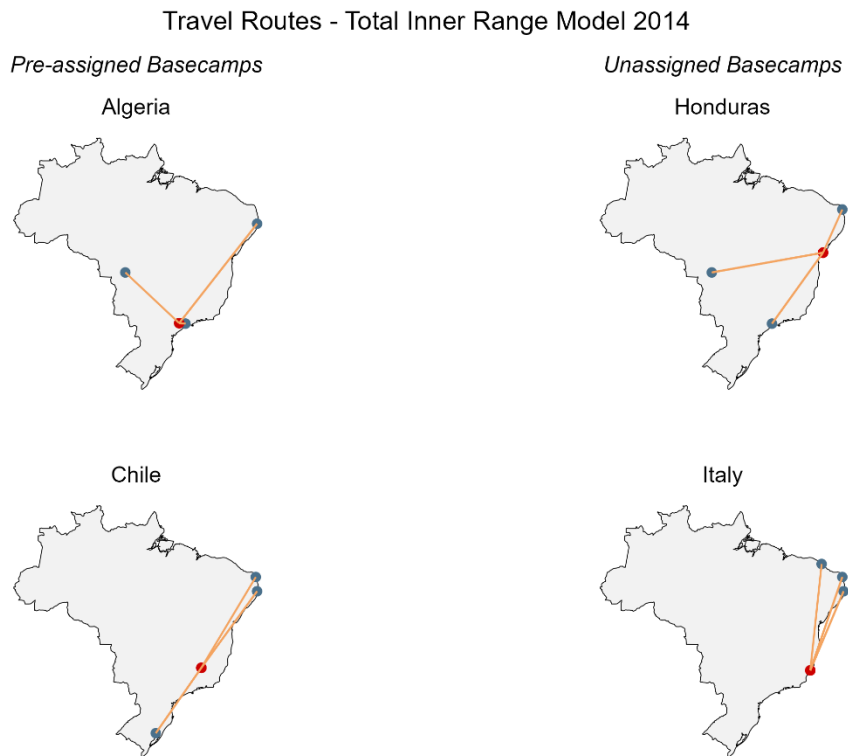 Travel Routes - Total Inner Range Model 2014
Pre-assigned Basecamps
Unassigned Basecamps
Algeria
Honduras
Chile
Italy